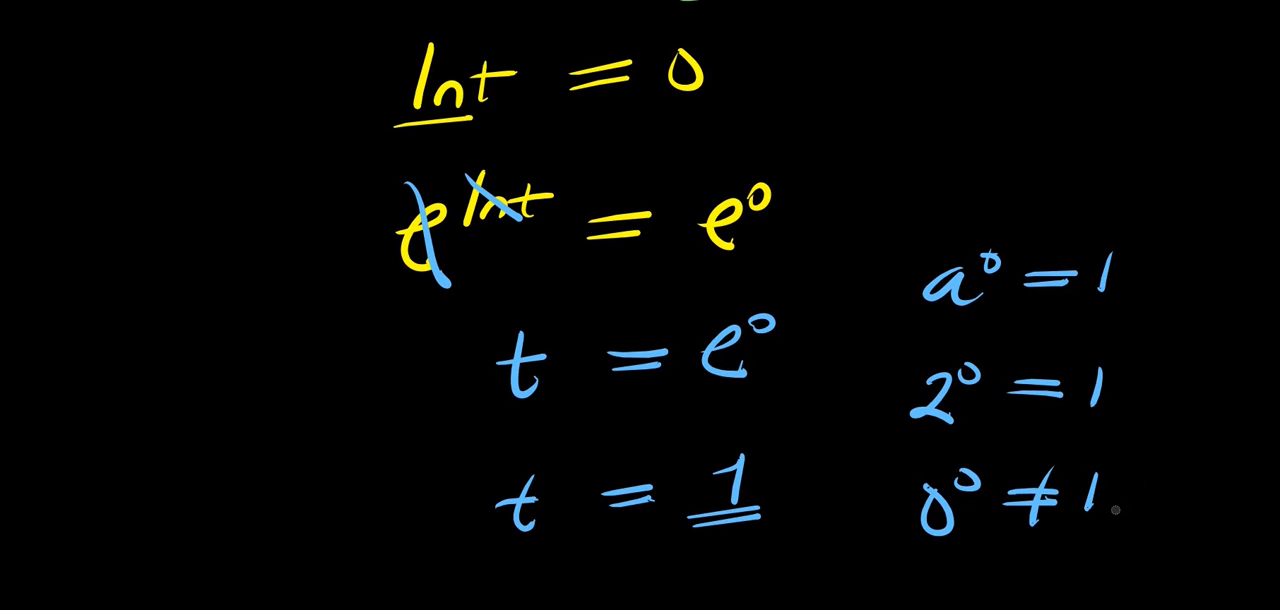 ln t = 0
e^{ln t} = e^0
t = e^0
t = 1
a^0 = 1
2^0 = 1
0^0 ≠ 1